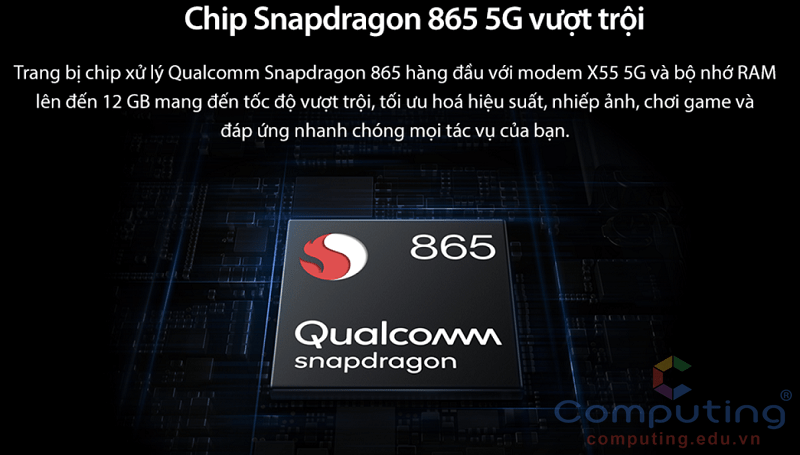 Chip Snapdragon 865 5G vượt trội
Trang bị chip xử lý Qualcomm Snapdragon 865 hàng đầu với modem X55 5G và bộ nhớ RAM
lên đến 12 GB mang đến tốc độ vượt trội, tối ưu hoá hiệu suất, nhiếp ảnh, chơi game và
đáp ứng nhanh chóng mọi tác vụ của bạn.
865
Qualcomm
snapdragon
Computing®
computing.edu.vn